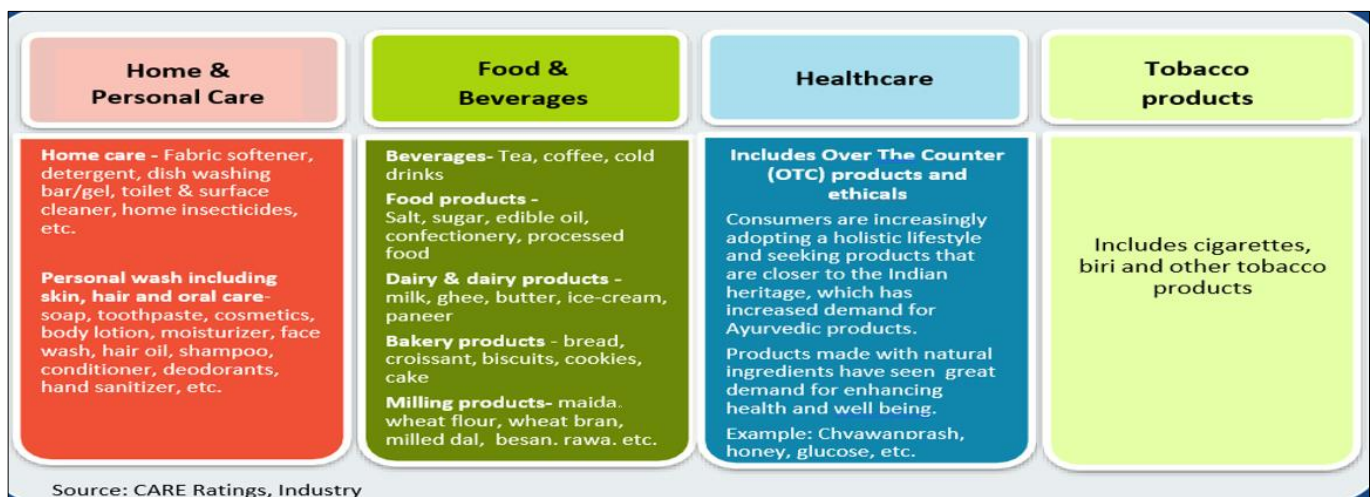 Home &
Personal Care
Home care - Fabric softener,
detergent, dish washing
bar/gel, toilet & surface
cleaner, home insecticides,
etc.
Personal wash including
skin, hair and oral care-
soap, toothpaste, cosmetics,
body lotion, moisturizer, face
wash, hair oil, shampoo,
conditioner, deodorants,
hand sanitizer, etc.
Food &
Beverages
Beverages- Tea, coffee, cold
drinks
Food products -
Salt, sugar, edible oil,
confectionery, processed
food
Dairy & dairy products -
milk, ghee, butter, ice-cream,
paneer
Bakery products - bread,
croissant, biscuits, cookies,
cake
Milling products- maida.
wheat flour, wheat bran,
milled dal, besan. rawa. etc.
Healthcare
Includes Over The Counter
(OTC) products and
ethicals
Consumers are increasingly
adopting a holistic lifestyle
and seeking products that
are closer to the Indian
heritage, which has
increased demand for
Ayurvedic products.
Products made with natural
ingredients have seen great
demand for enhancing
health and well being.
Example: Chyawanprash,
honey, glucose, etc.
Tobacco
products
Includes cigarettes,
biri and other tobacco
products
Source: CARE Ratings, Industry